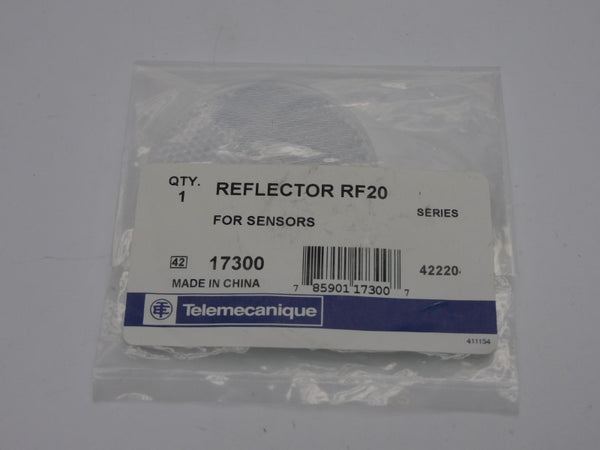 QTY. 1
REFLECTOR RF20
SERIES
FOR SENSORS
42 17300
42220
MADE IN CHINA
7 85901 17300 7
TE Telemecanique
411154